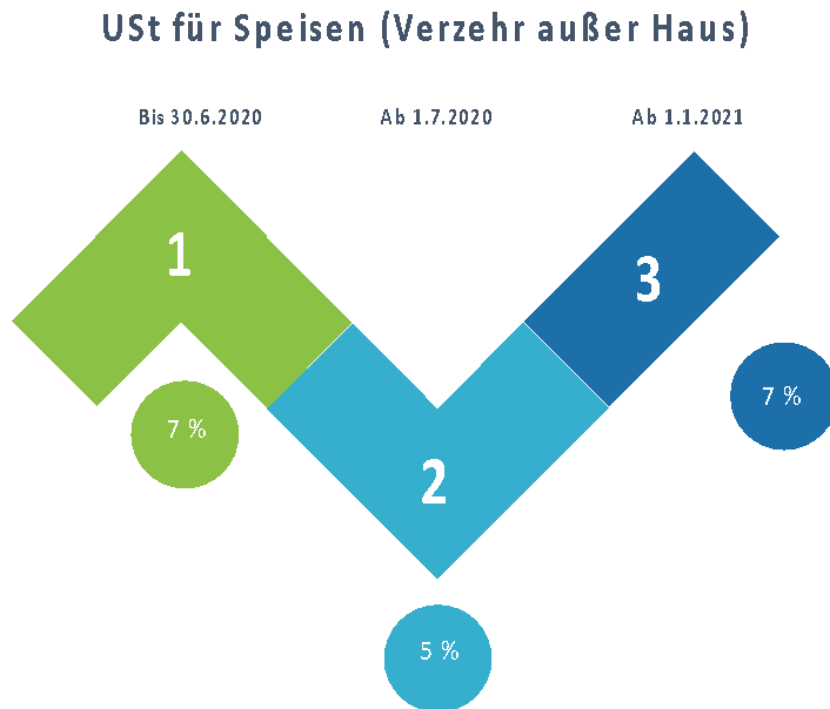 USt für Speisen (Verzehr außer Haus)
Bis 30.6.2020
Ab 1.7.2020
Ab 1.1.2021
1
3
7 %
7 %
2
5 %